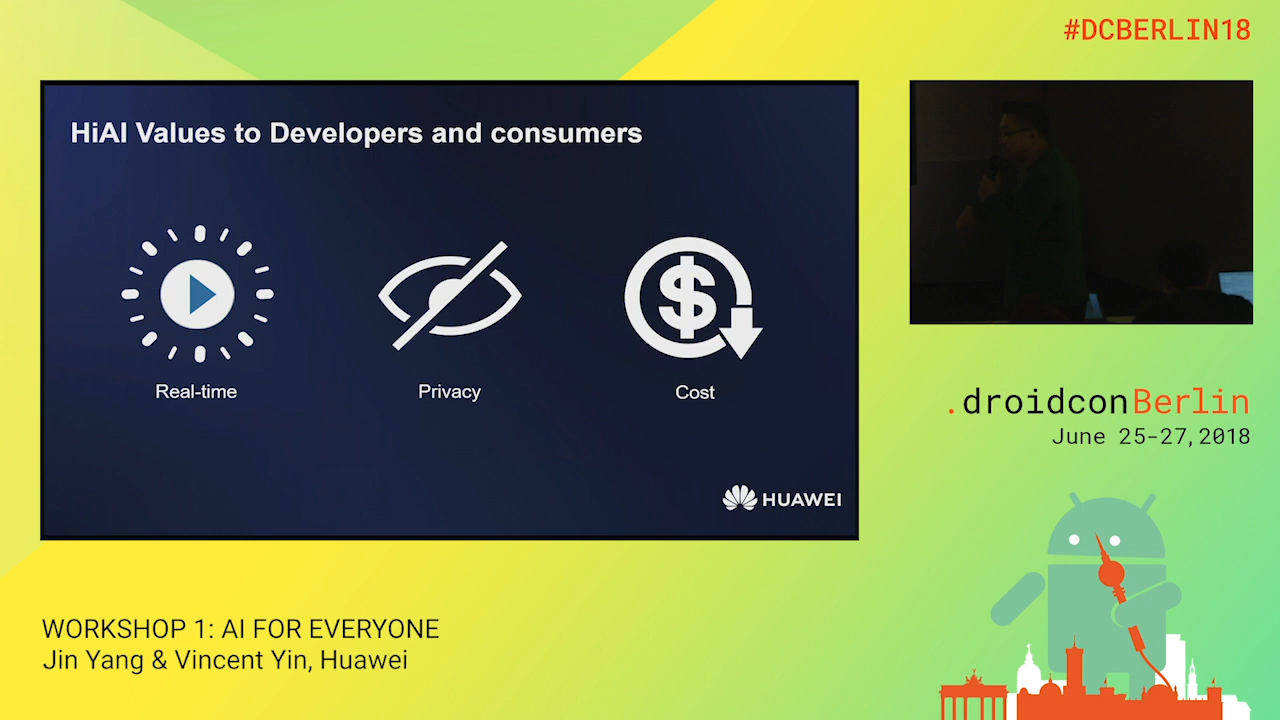 #DCBERLIN18
HiAI Values to Developers and consumers
Real-time
Privacy
Cost
HUAWEI
.droidconBerlin
June 25-27,2018
WORKSHOP 1: AI FOR EVERYONE
Jin Yang & Vincent Yin, Huawei